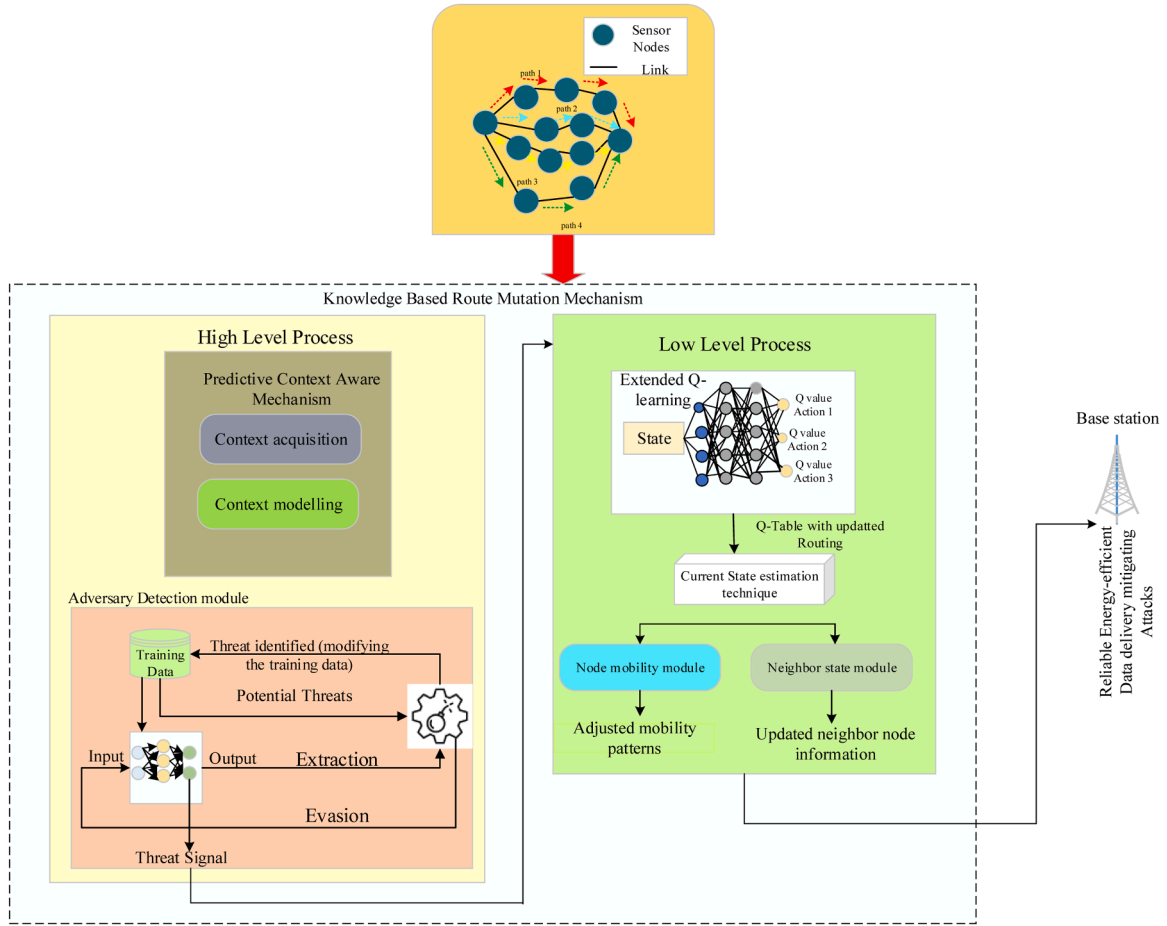 Sensor
Nodes
Link
path 1
path 2
path 3
path 4
Knowledge Based Route Mutation Mechanism
High Level Process
Predictive Context Aware
Mechanism
Context acquisition
Context modelling
Adversary Detection module
Training
Data
Threat identified (modifying
the training data)
Potential Threats
Input
Output
Extraction
Evasion
Threat Signal
Low Level Process
Extended Q-
learning
State
Q value
Action 1
Q value
Action 2
Q value
Action 3
Q-Table with updatted
Routing
Current State estimation
technique
Node mobility module
Neighbor state module
Adjusted mobility
patterns
Updated neighbor node
information
Base station
Reliable Energy-efficient
Data delivery mitigating
Attacks